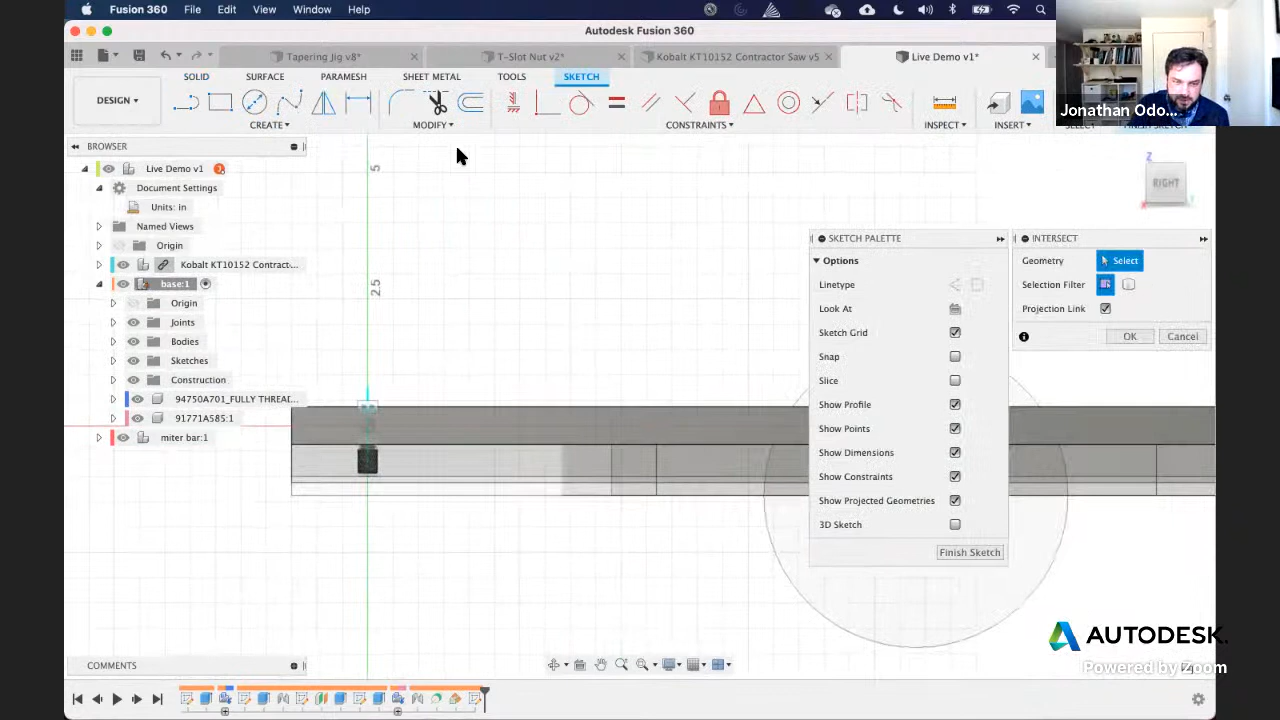 Fusion 360 File Edit View Window Help
Autodesk Fusion 360
Tapering Jig v8*
T-Slot Nut v2*
Kobalt KT10152 Contractor Saw v5
Live Demo v1*
Jonathan Odo...
SOLID SURFACE PARAMESH SHEET METAL TOOLS SKETCH
DESIGN
CREATE MODIFY CONSTRAINTS INSPECT INSERT
BROWSER
Live Demo v1
Document Settings
Units: in
Named Views
Origin
Kobalt KT10152 Contract...
base:1
Origin
Joints
Bodies
Sketches
Construction
94750A701_FULLY THREAD...
91771A585:1
miter bar:1
5
2.5
Z
RIGHT
SKETCH PALETTE
Options
Linetype
Look At
Sketch Grid
Snap
Slice
Show Profile
Show Points
Show Dimensions
Show Constraints
Show Projected Geometries
3D Sketch
Finish Sketch
INTERSECT
Geometry Select
Selection Filter
Projection Link
OK Cancel
AUTODESK.
Powered by Zoom
COMMENTS